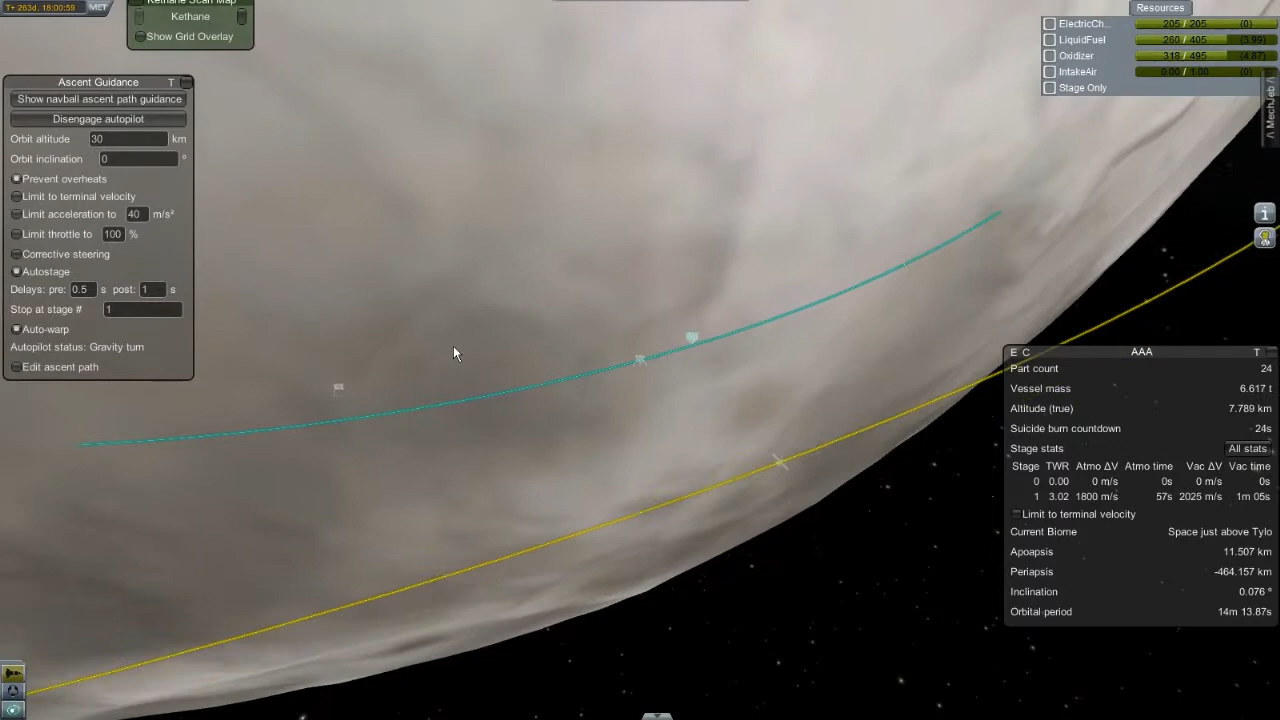 T+ 263d. 18:00:59 MET
Kethane Scan Map
Kethane
Show Grid Overlay
Resources
ElectricCh... 205 / 205 (0)
LiquidFuel 260 / 405 (3.99)
Oxidizer 318 / 495 (4.87)
IntakeAir 0.00 / 1.00 (0)
Stage Only
/\ MechJeb /\
Ascent Guidance T
Show navball ascent path guidance
Disengage autopilot
Orbit altitude 30 km
Orbit inclination 0 °
Prevent overheats
Limit to terminal velocity
Limit acceleration to 40 m/s²
Limit throttle to 100 %
Corrective steering
Autostage
Delays: pre: 0.5 s post: 1 s
Stop at stage # 1
Auto-warp
Autopilot status: Gravity turn
Edit ascent path
E C AAA T
Part count 24
Vessel mass 6.617 t
Altitude (true) 7.789 km
Suicide burn countdown 24s
Stage stats All stats
Stage TWR Atmo ΔV Atmo time Vac ΔV Vac time
0 0.00 0 m/s 0s 0 m/s 0s
1 3.02 1800 m/s 57s 2025 m/s 1m 05s
Limit to terminal velocity
Current Biome Space just above Tylo
Apoapsis 11.507 km
Periapsis -464.157 km
Inclination 0.076 °
Orbital period 14m 13.87s